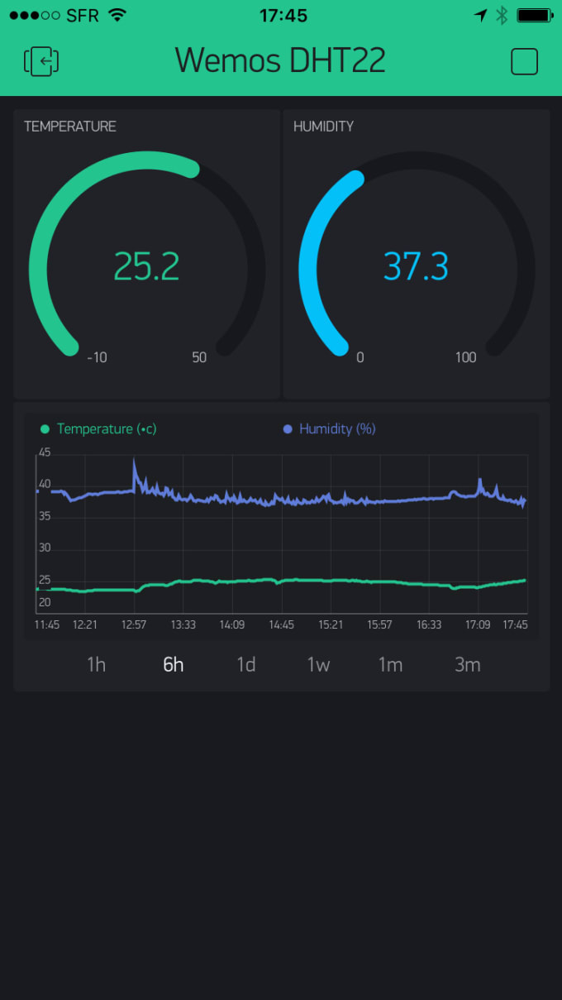 SFR 17:45
Wemos DHT22
TEMPERATURE
25.2
-10 50
HUMIDITY
37.3
0 100
Temperature (•c) Humidity (%)
45
40
35
30
25
20
11:45 12:21 12:57 13:33 14:09 14:45 15:21 15:57 16:33 17:09 17:45
1h 6h 1d 1w 1m 3m